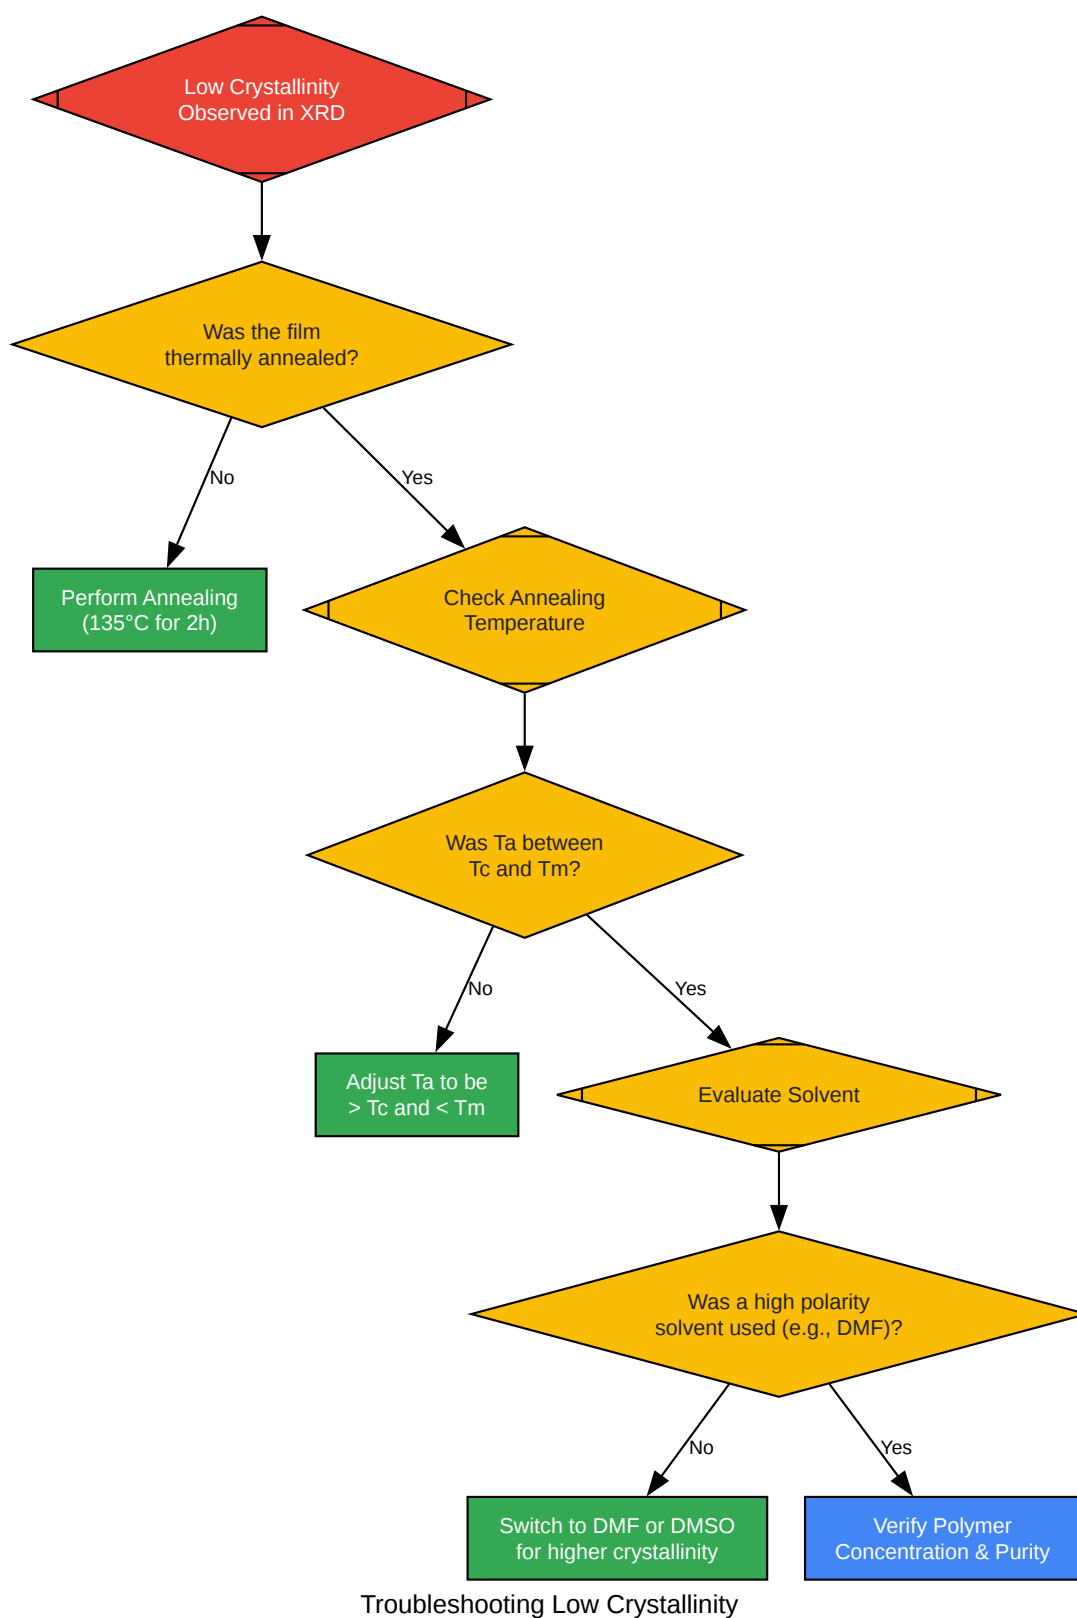 Low Crystallinity
Observed in XRD
Was the film
thermally annealed?
No
Yes
Perform Annealing
(135°C for 2h)
Check Annealing
Temperature
Was Ta between
Tc and Tm?
No
Yes
Adjust Ta to be
> Tc and < Tm
Evaluate Solvent
Was a high polarity
solvent used (e.g., DMF)?
No
Yes
Switch to DMF or DMSO
for higher crystallinity
Verify Polymer
Concentration & Purity
Troubleshooting Low Crystallinity